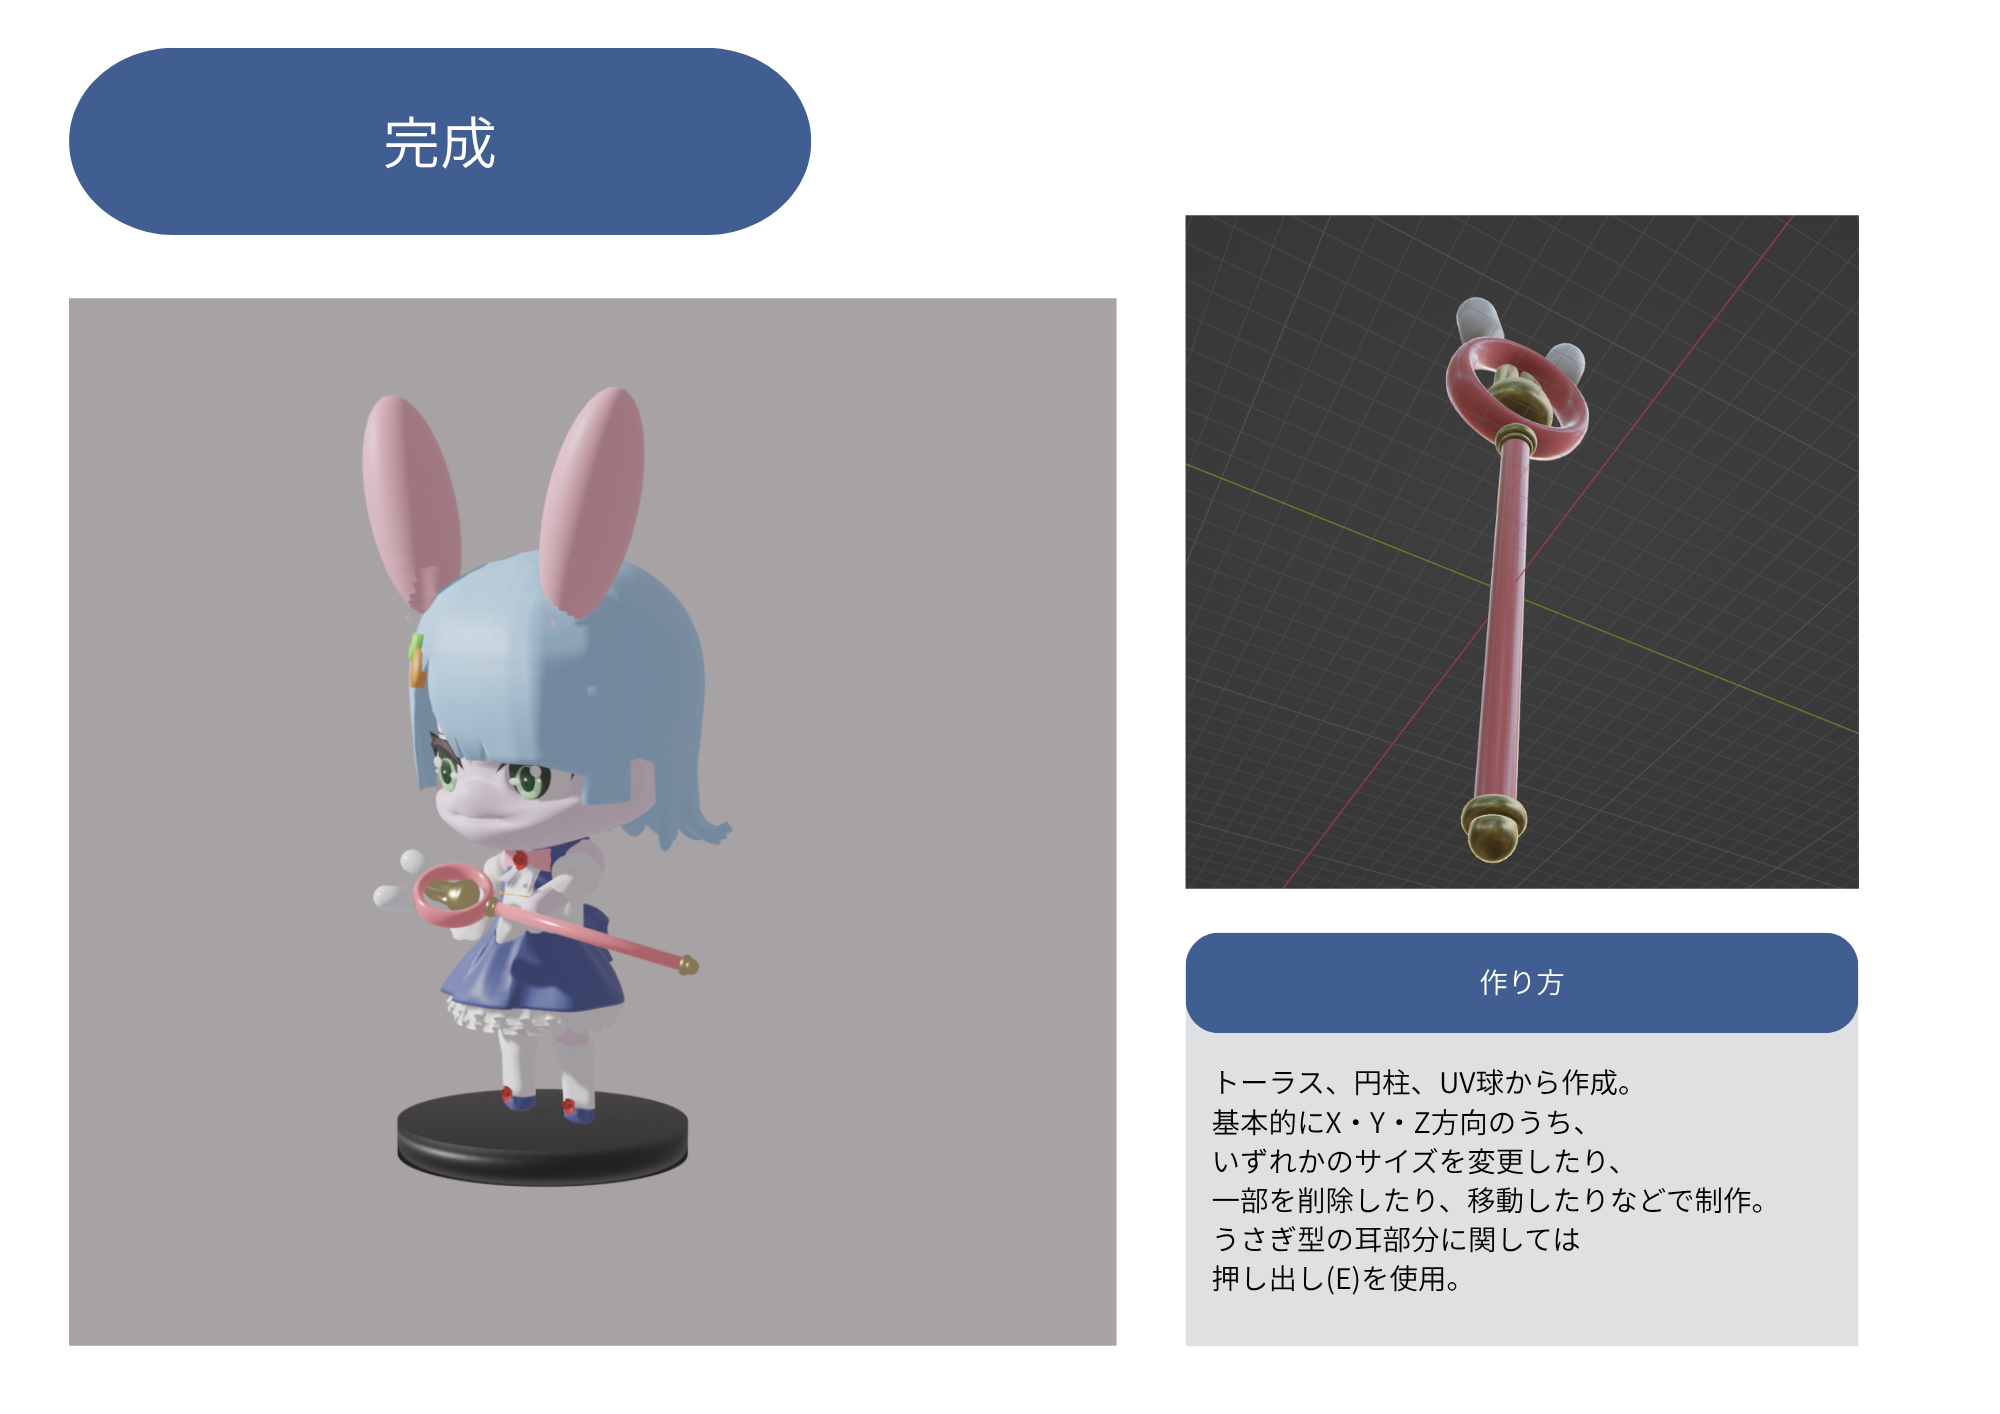 完成
作り方
トーラス、円柱、UV球から作成。
基本的にX・Y・Z方向のうち、
いずれかのサイズを変更したり、
一部を削除したり、移動したりなどで制作。
うさぎ型の耳部分に関しては
押し出し(E)を使用。